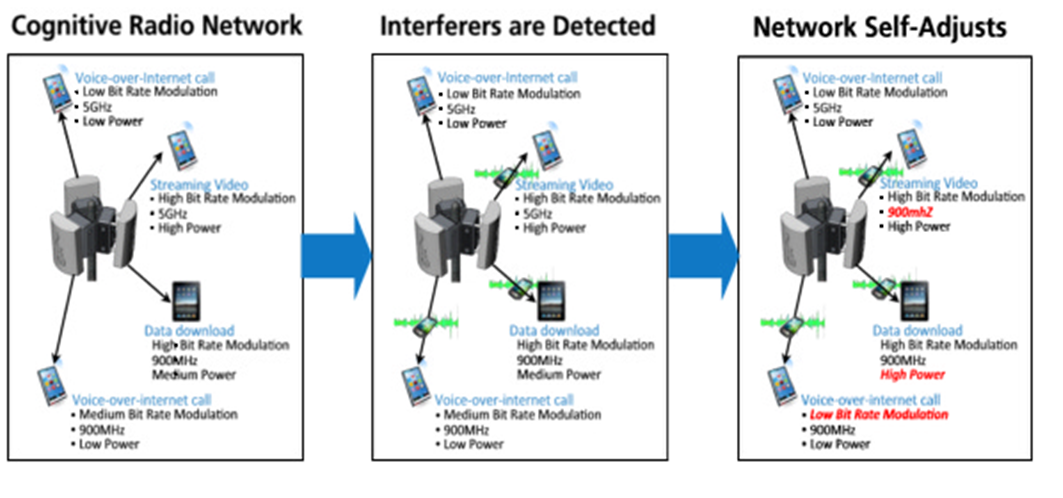 Cognitive Radio Network
Voice-over-Internet call
▪ Low Bit Rate Modulation
▪ 5GHz
▪ Low Power
Streaming Video
▪ High Bit Rate Modulation
▪ 5GHz
▪ High Power
Data download
High Bit Rate Modulation
900MHz
Medium Power
Voice-over-internet call
▪ Medium Bit Rate Modulation
▪ 900MHz
▪ Low Power
Interferers are Detected
Voice-over-Internet call
▪ Low Bit Rate Modulation
▪ 5GHz
▪ Low Power
Streaming Video
▪ High Bit Rate Modulation
▪ 5GHz
▪ High Power
Data download
High Bit Rate Modulation
900MHz
Medium Power
Voice-over-internet call
▪ Medium Bit Rate Modulation
▪ 900MHz
▪ Low Power
Network Self-Adjusts
Voice-over-Internet call
▪ Low Bit Rate Modulation
▪ 5GHz
▪ Low Power
Streaming Video
▪ High Bit Rate Modulation
▪ 900mhZ
▪ High Power
Data download
High Bit Rate Modulation
900MHz
High Power
Voice-over-internet call
▪ Low Bit Rate Modulation
▪ 900MHz
▪ Low Power